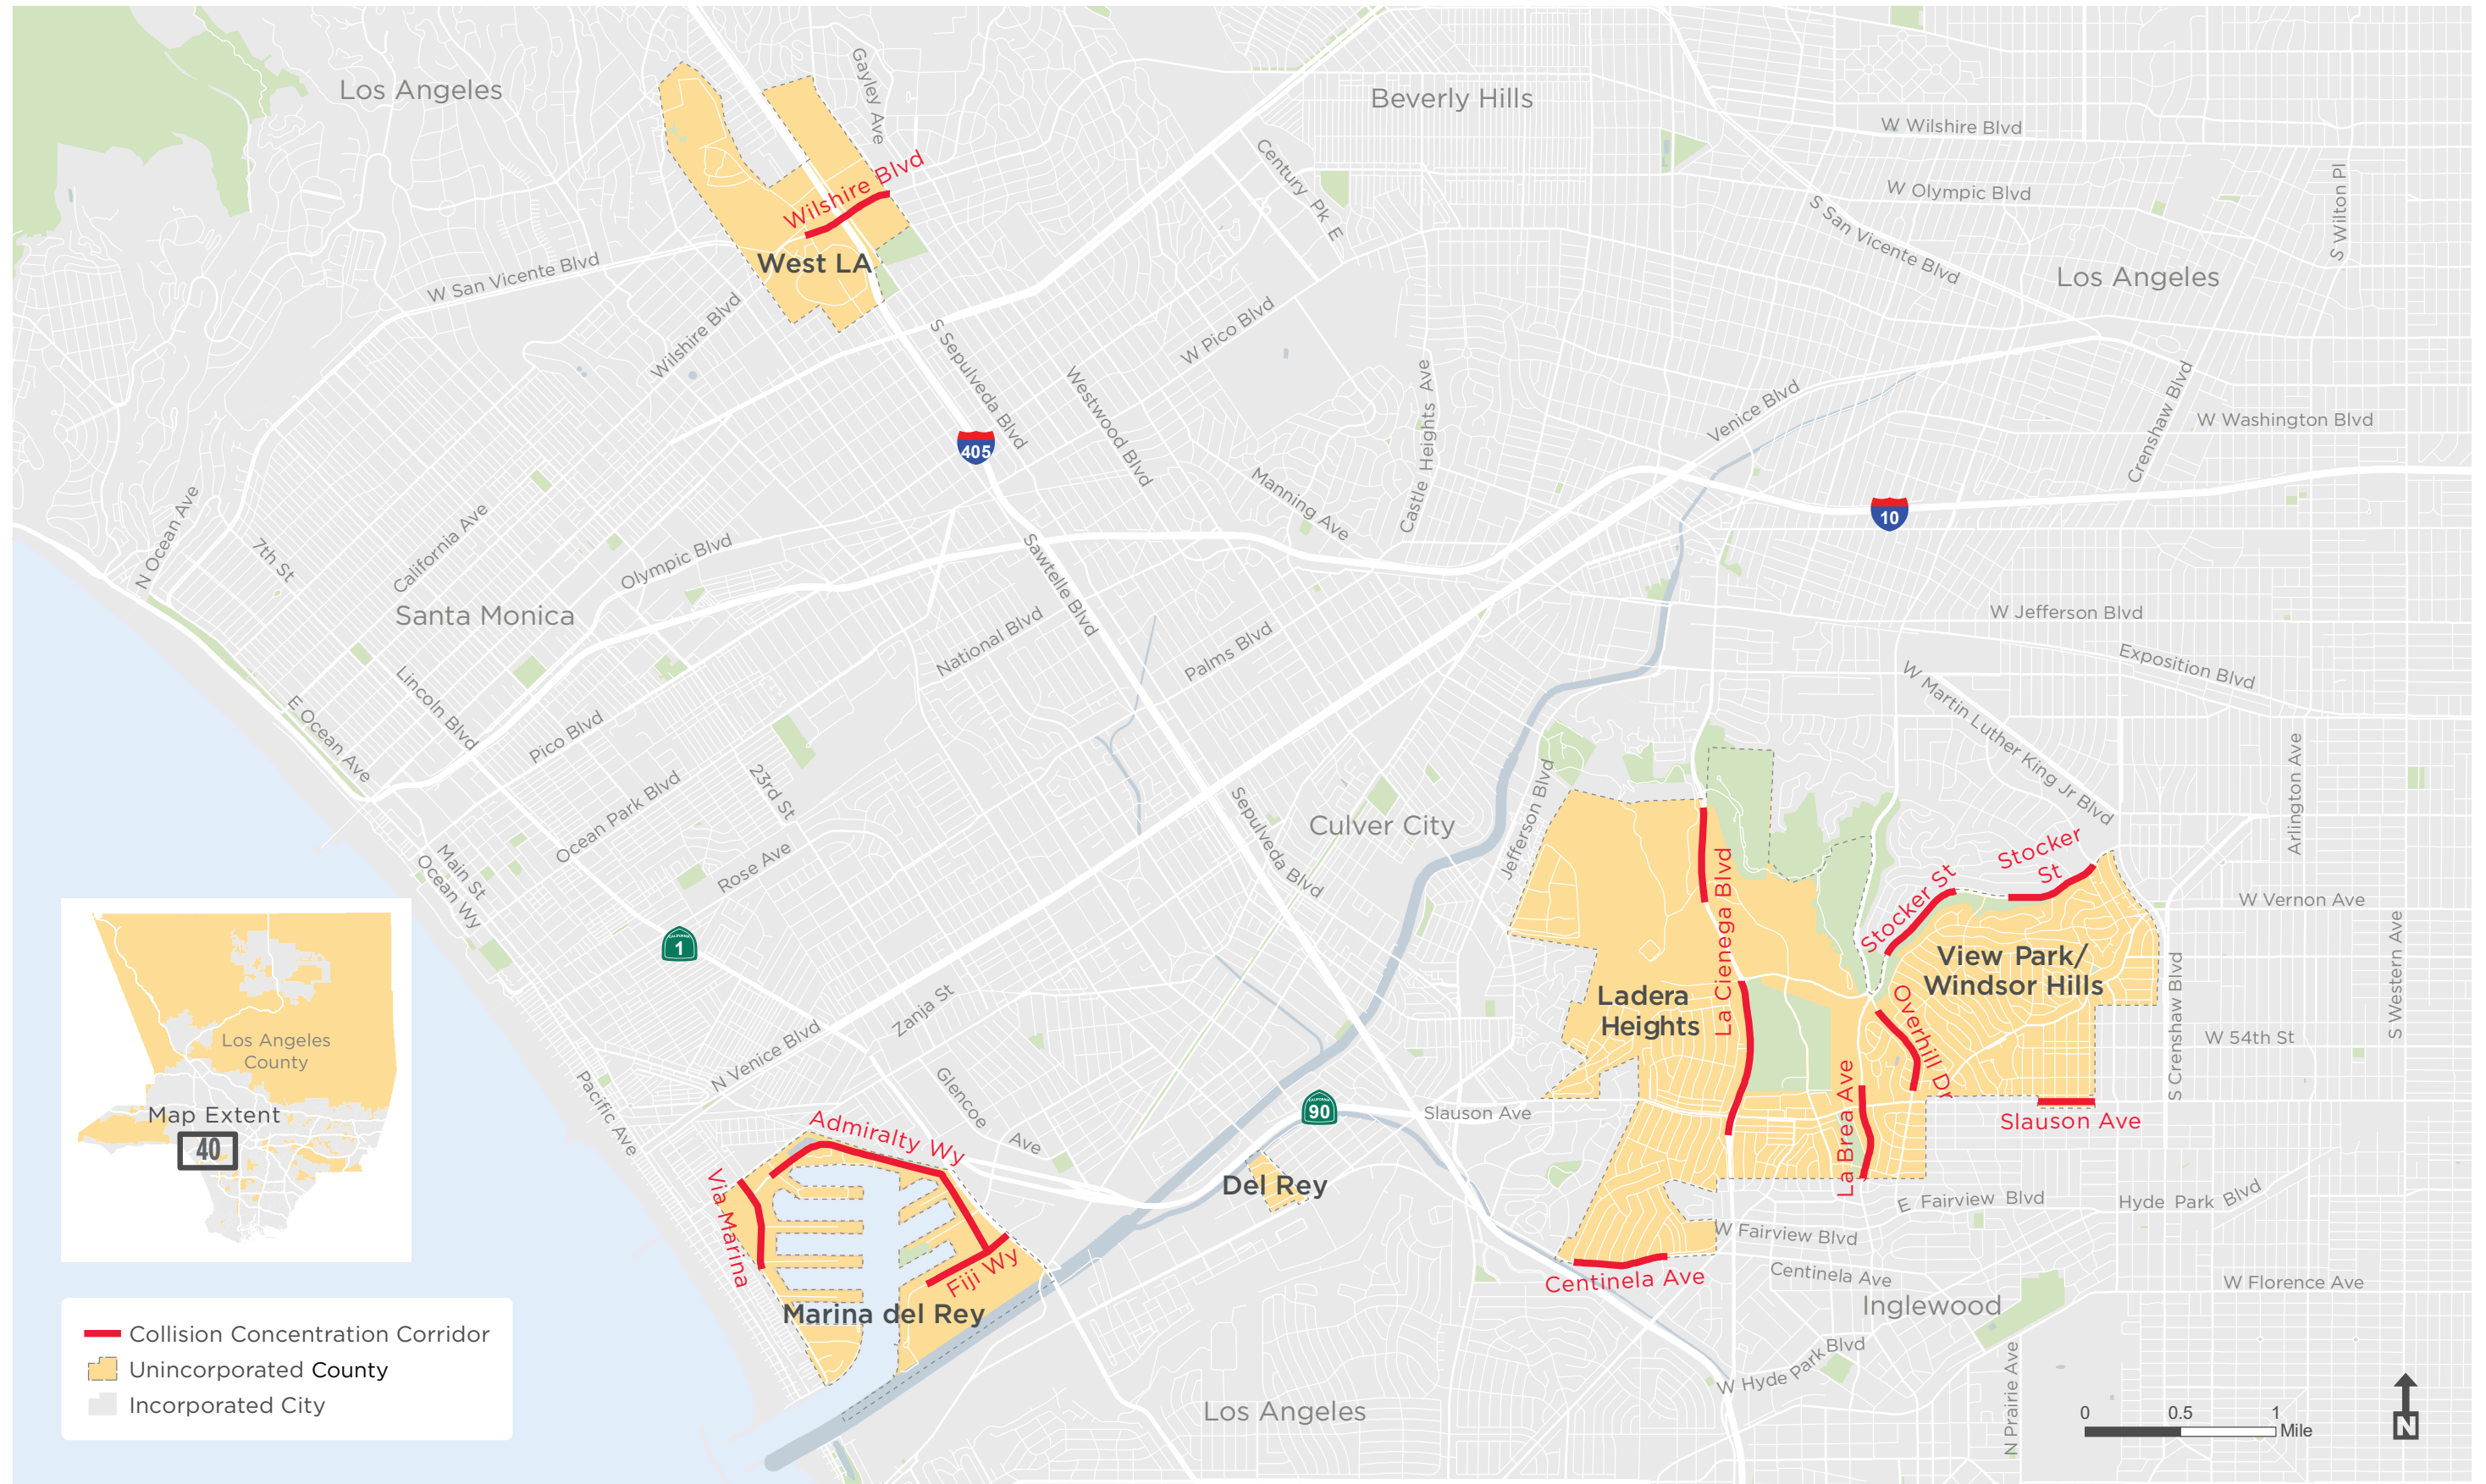 Los Angeles
Gayley Ave
Beverly Hills
W Wilshire Blvd
Wilshire Blvd
Century Pk E
W Olympic Blvd
S Wilton Pl
S San Vicente Blvd
West LA
W San Vicente Blvd
Los Angeles
Wilshire Blvd
S Sepulveda Blvd
W Pico Blvd
Westwood Blvd
Castle Heights Ave
Venice Blvd
Crenshaw Blvd
W Washington Blvd
405
Manning Ave
CALIFORNIA
10
N Ocean Ave
7th St
California Ave
Olympic Blvd
Sawtelle Blvd
Santa Monica
National Blvd
Palms Blvd
W Jefferson Blvd
Exposition Blvd
W Martin Luther King Jr Blvd
Lincoln Blvd
E Ocean Ave
Pico Blvd
23rd St
Ocean Park Blvd
Rose Ave
Main St
Ocean Wy
Sepulveda Blvd
Culver City
Jefferson Blvd
Arlington Ave
Stocker
St
Stocker St
La Cienega Blvd
W Vernon Ave
S Western Ave
1
View Park/
Windsor Hills
Ladera
Heights
Overhill Dr
S Crenshaw Blvd
W 54th St
Zanja St
N Venice Blvd
Glencoe Ave
Pacific Ave
CALIFORNIA
90
Slauson Ave
La Brea Ave
Slauson Ave
Admiralty Wy
Via Marina
Del Rey
E Fairview Blvd
Hyde Park Blvd
W Fairview Blvd
Fiji Wy
Centinela Ave
Centinela Ave
W Florence Ave
Marina del Rey
Inglewood
W Hyde Park Blvd
N Prairie Ave
Los Angeles
Los Angeles
County
Map Extent
40
Collision Concentration Corridor
Unincorporated County
Incorporated City
0 0.5 1
Mile
N